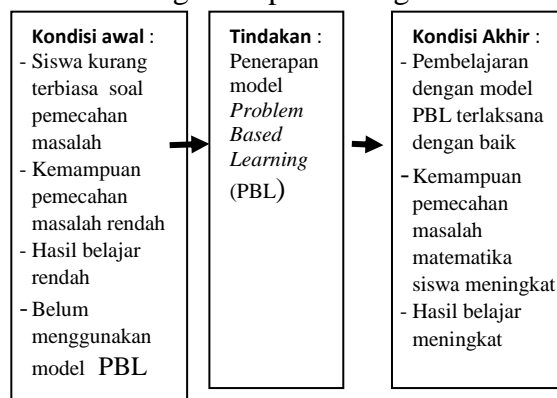 Kondisi awal :
- Siswa kurang
terbiasa soal
pemecahan
masalah
- Kemampuan
pemecahan
masalah rendah
- Hasil belajar
rendah
- Belum
menggunakan
model PBL
Tindakan :
Penerapan
model
Problem
Based
Learning
(PBL)
Kondisi Akhir :
- Pembelajaran
dengan model
PBL terlaksana
dengan baik
- Kemampuan
pemecahan
masalah
matematika
siswa meningkat
- Hasil belajar
meningkat